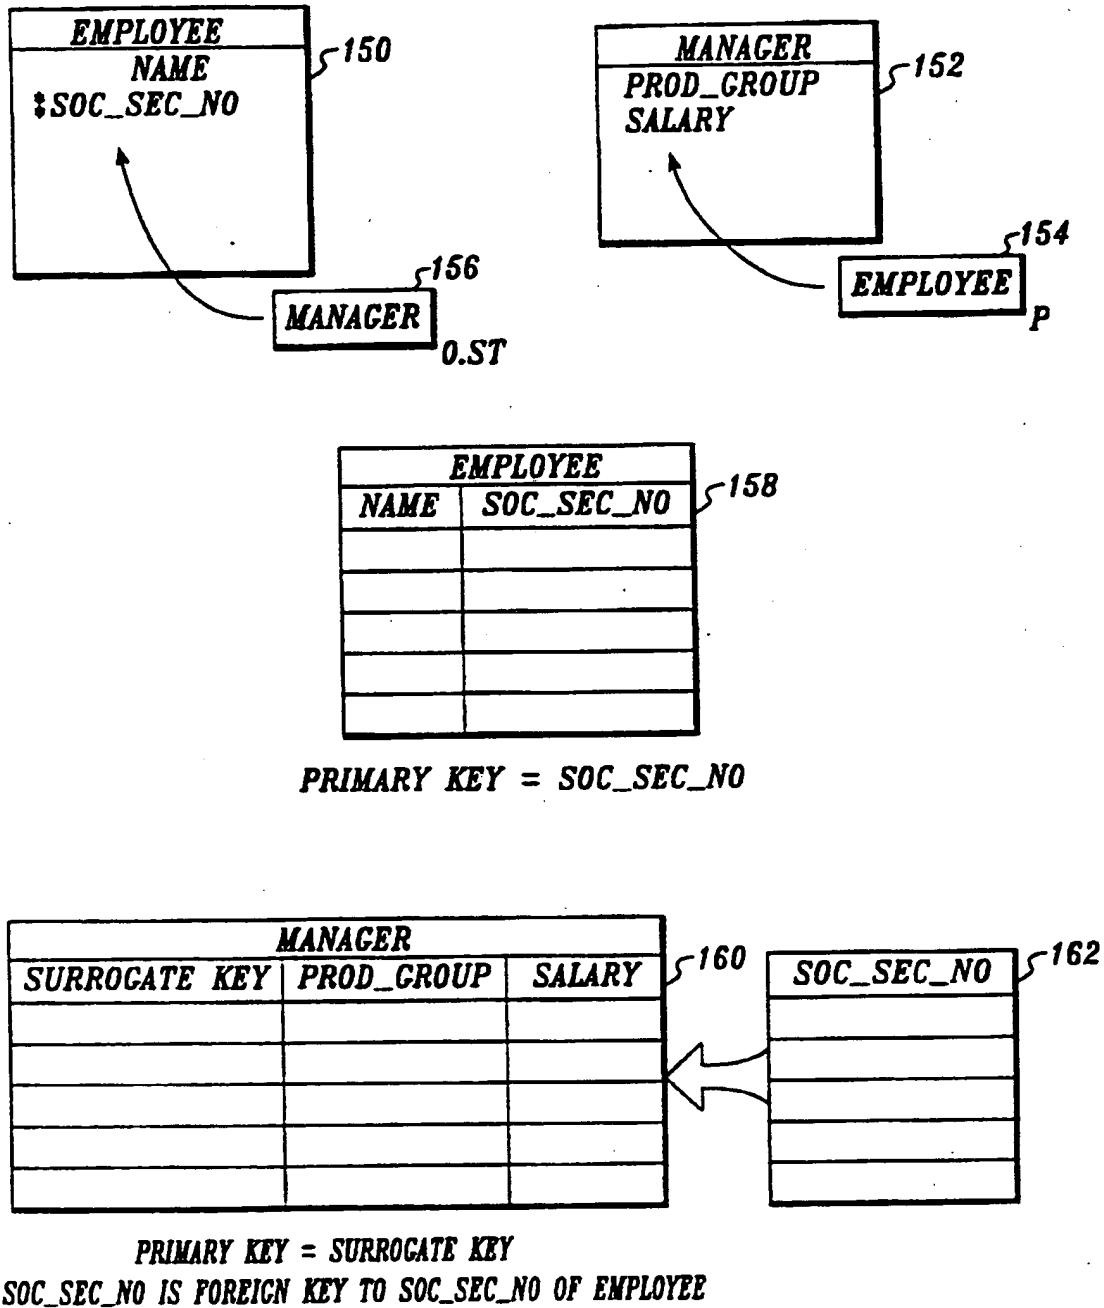 EMPLOYEE
NAME
‡SOC_SEC_NO
150
MANAGER
PROD_GROUP
SALARY
152
156
MANAGER
O.ST
154
EMPLOYEE
P
EMPLOYEE
NAME SOC_SEC_NO
158
PRIMARY KEY = SOC_SEC_NO
MANAGER
SURROGATE KEY PROD_GROUP SALARY
160
SOC_SEC_NO
162
PRIMARY KEY = SURROGATE KEY
SOC_SEC_NO IS FOREIGN KEY TO SOC_SEC_NO OF EMPLOYEE